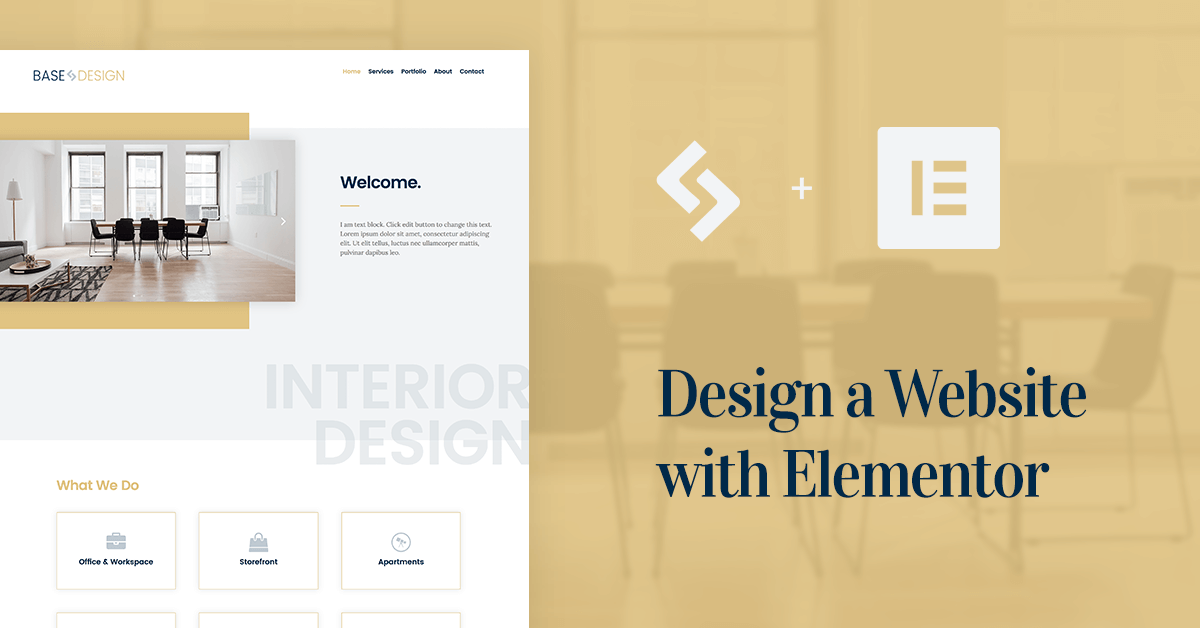 BASE DESIGN
Home Services Portfolio About Contact
Welcome.
I am text block. Click edit button to change this text.
Lorem ipsum dolor sit amet, consectetur adipiscing
elit. Ut elit tellus, luctus nec ullamcorper mattis,
pulvinar dapibus leo.
INTERIOR
DESIGN
What We Do
Office & Workspace
Storefront
Apartments
+
Design a Website
with Elementor